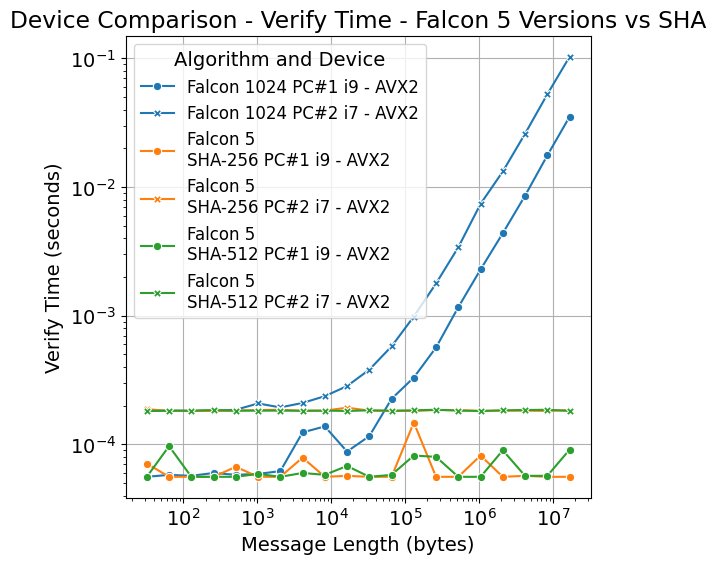 Device Comparison - Verify Time - Falcon 5 Versions vs SHA
Algorithm and Device
Falcon 1024 PC#1 i9 - AVX2
Falcon 1024 PC#2 i7 - AVX2
Falcon 5
SHA-256 PC#1 i9 - AVX2
Falcon 5
SHA-256 PC#2 i7 - AVX2
Falcon 5
SHA-512 PC#1 i9 - AVX2
Falcon 5
SHA-512 PC#2 i7 - AVX2
Verify Time (seconds)
10⁻¹
10⁻²
10⁻³
10⁻⁴
10² 10³ 10⁴ 10⁵ 10⁶ 10⁷
Message Length (bytes)